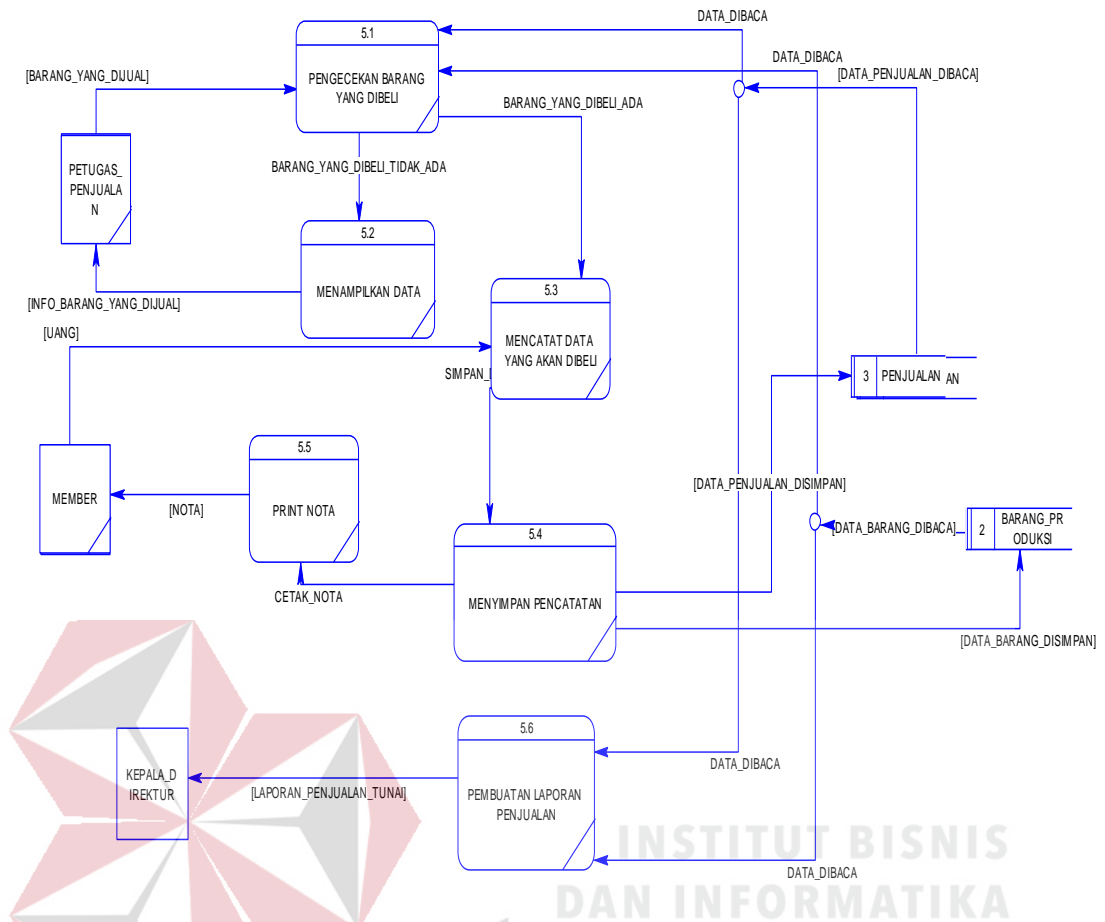 DATA_DIBACA
5.1
PENGECEKAN BARANG
YANG DIBELI
DATA_DIBACA
[BARANG_YANG_DIJUAL]
[DATA_PENJUALAN_DIBACA]
BARANG_YANG_DIBELI_ADA
PETUGAS_
PENJUALA
N
BARANG_YANG_DIBELI_TIDAK_ADA
5.2
MENAMPILKAN DATA
[INFO_BARANG_YANG_DIJUAL]
5.3
MENCATAT DATA
YANG AKAN DIBELI
[UANG]
SIMPAN_
3
PENJUALAN
AN
5.5
PRINT NOTA
MEMBER
[NOTA]
[DATA_PENJUALAN_DISIMPAN]
[DATA_BARANG_DIBACA]
2
BARANG_PR
ODUKSI
5.4
MENYIMPAN PENCATATAN
CETAK_NOTA
[DATA_BARANG_DISIMPAN]
5.6
PEMBUATAN LAPORAN
PENJUALAN
DATA_DIBACA
KEPALA_D
IREKTUR
[LAPORAN_PENJUALAN_TUNAI]
DATA_DIBACA
INSTITUT BISNIS
DAN INFORMATIKA